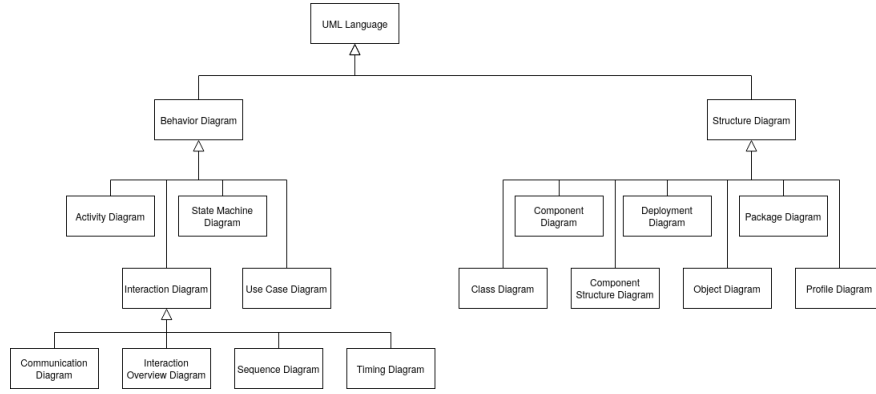 UML Language
Behavior Diagram
Structure Diagram
Activity Diagram
State Machine
Diagram
Component
Diagram
Deployment
Diagram
Package Diagram
Interaction Diagram
Use Case Diagram
Class Diagram
Component
Structure Diagram
Object Diagram
Profile Diagram
Communication
Diagram
Interaction
Overview Diagram
Sequence Diagram
Timing Diagram